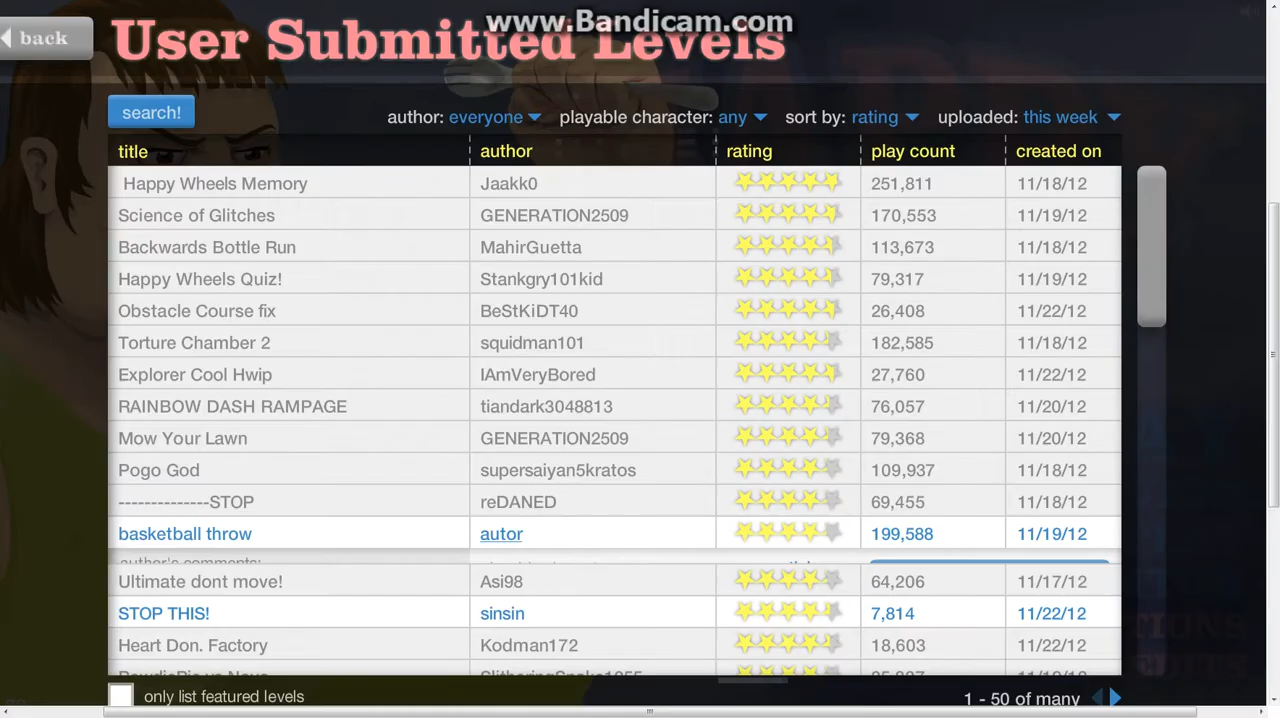 www.Bandicam.com
back
User Submitted Levels
search!
author: everyone playable character: any sort by: rating uploaded: this week
title author rating play count created on
Happy Wheels Memory Jaakk0 251,811 11/18/12
Science of Glitches GENERATION2509 170,553 11/19/12
Backwards Bottle Run MahirGuetta 113,673 11/18/12
Happy Wheels Quiz! Stankgry101kid 79,317 11/19/12
Obstacle Course fix BeStKiDT40 26,408 11/22/12
Torture Chamber 2 squidman101 182,585 11/18/12
Explorer Cool Hwip IAmVeryBored 27,760 11/22/12
RAINBOW DASH RAMPAGE tiandark3048813 76,057 11/20/12
Mow Your Lawn GENERATION2509 79,368 11/20/12
Pogo God supersaiyan5kratos 109,937 11/18/12
--------------STOP reDANED 69,455 11/18/12
basketball throw autor 199,588 11/19/12
author's comments:
Ultimate dont move! Asi98 64,206 11/17/12
STOP THIS! sinsin 7,814 11/22/12
Heart Don. Factory Kodman172 18,603 11/22/12
only list featured levels 1 - 50 of many